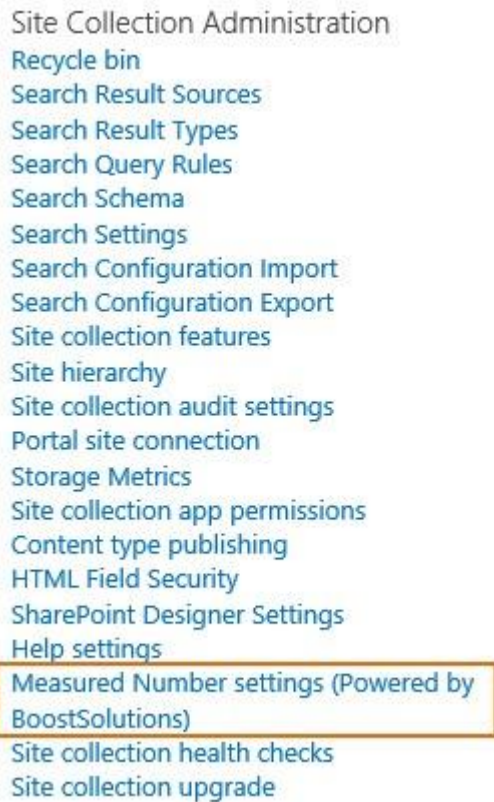 Site Collection Administration
Recycle bin
Search Result Sources
Search Result Types
Search Query Rules
Search Schema
Search Settings
Search Configuration Import
Search Configuration Export
Site collection features
Site hierarchy
Site collection audit settings
Portal site connection
Storage Metrics
Site collection app permissions
Content type publishing
HTML Field Security
SharePoint Designer Settings
Help settings
Measured Number settings (Powered by
BoostSolutions)
Site collection health checks
Site collection upgrade